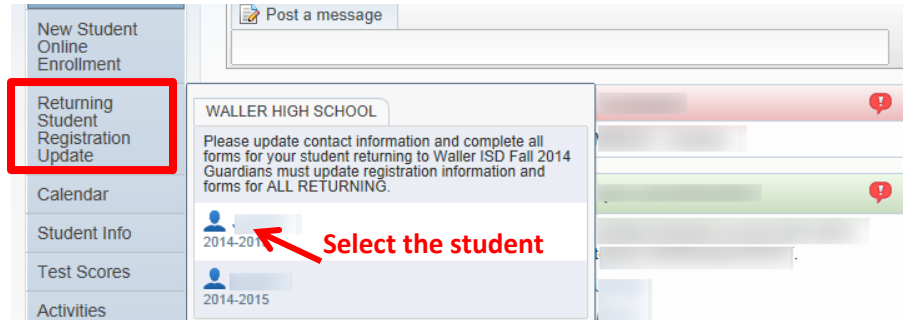 Post a message
New Student
Online
Enrollment
Returning
Student
Registration
Update
Calendar
Student Info
Test Scores
Activities
WALLER HIGH SCHOOL
Please update contact information and complete all
forms for your student returning to Waller ISD Fall 2014
Guardians must update registration information and
forms for ALL RETURNING.
2014-201
Select the student
2014-2015